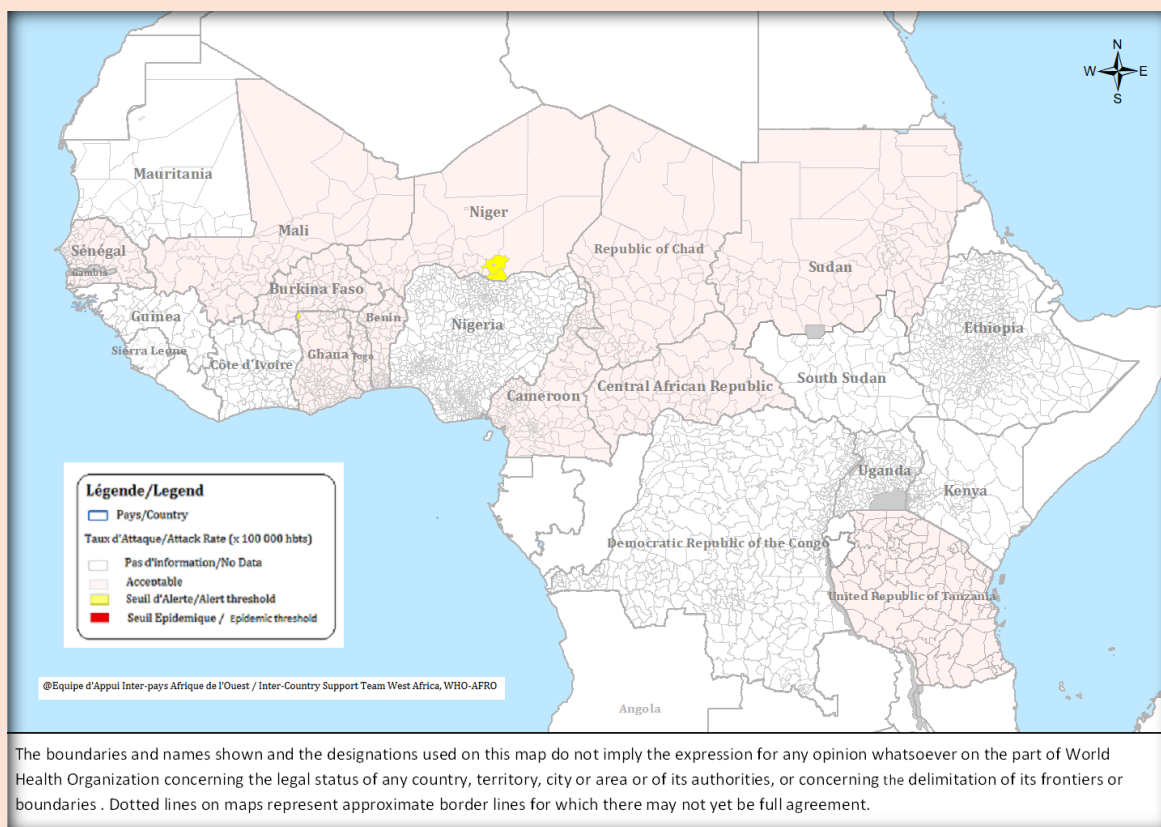 N
W E
S
Mauritania
Mali
Niger
Sénégal
Gambia
Republic of Chad
Sudan
Burkina Faso
Guinea
Benin
Nigeria
Ethiopia
Sierra Leone
Côte d'Ivoire
Ghana
Togo
Cameroon
Central African Republic
South Sudan
Uganda
Kenya
Democratic Republic of the Congo
United Republic of Tanzania
Angola
Légende/Legend
Pays/Country
Taux d'Attaque/Attack Rate (x 100 000 hbts)
Pas d'information/No Data
Acceptable
Seuil d'Alerte/Alert threshold
Seuil Epidemique / Epidemic threshold
@Equipe d'Appui Inter-pays Afrique de l'Ouest / Inter-Country Support Team West Africa, WHO-AFRO
The boundaries and names shown and the designations used on this map do not imply the expression for any opinion whatsoever on the part of World
Health Organization concerning the legal status of any country, territory, city or area or of its authorities, or concerning the delimitation of its frontiers or
boundaries . Dotted lines on maps represent approximate border lines for which there may not yet be full agreement.